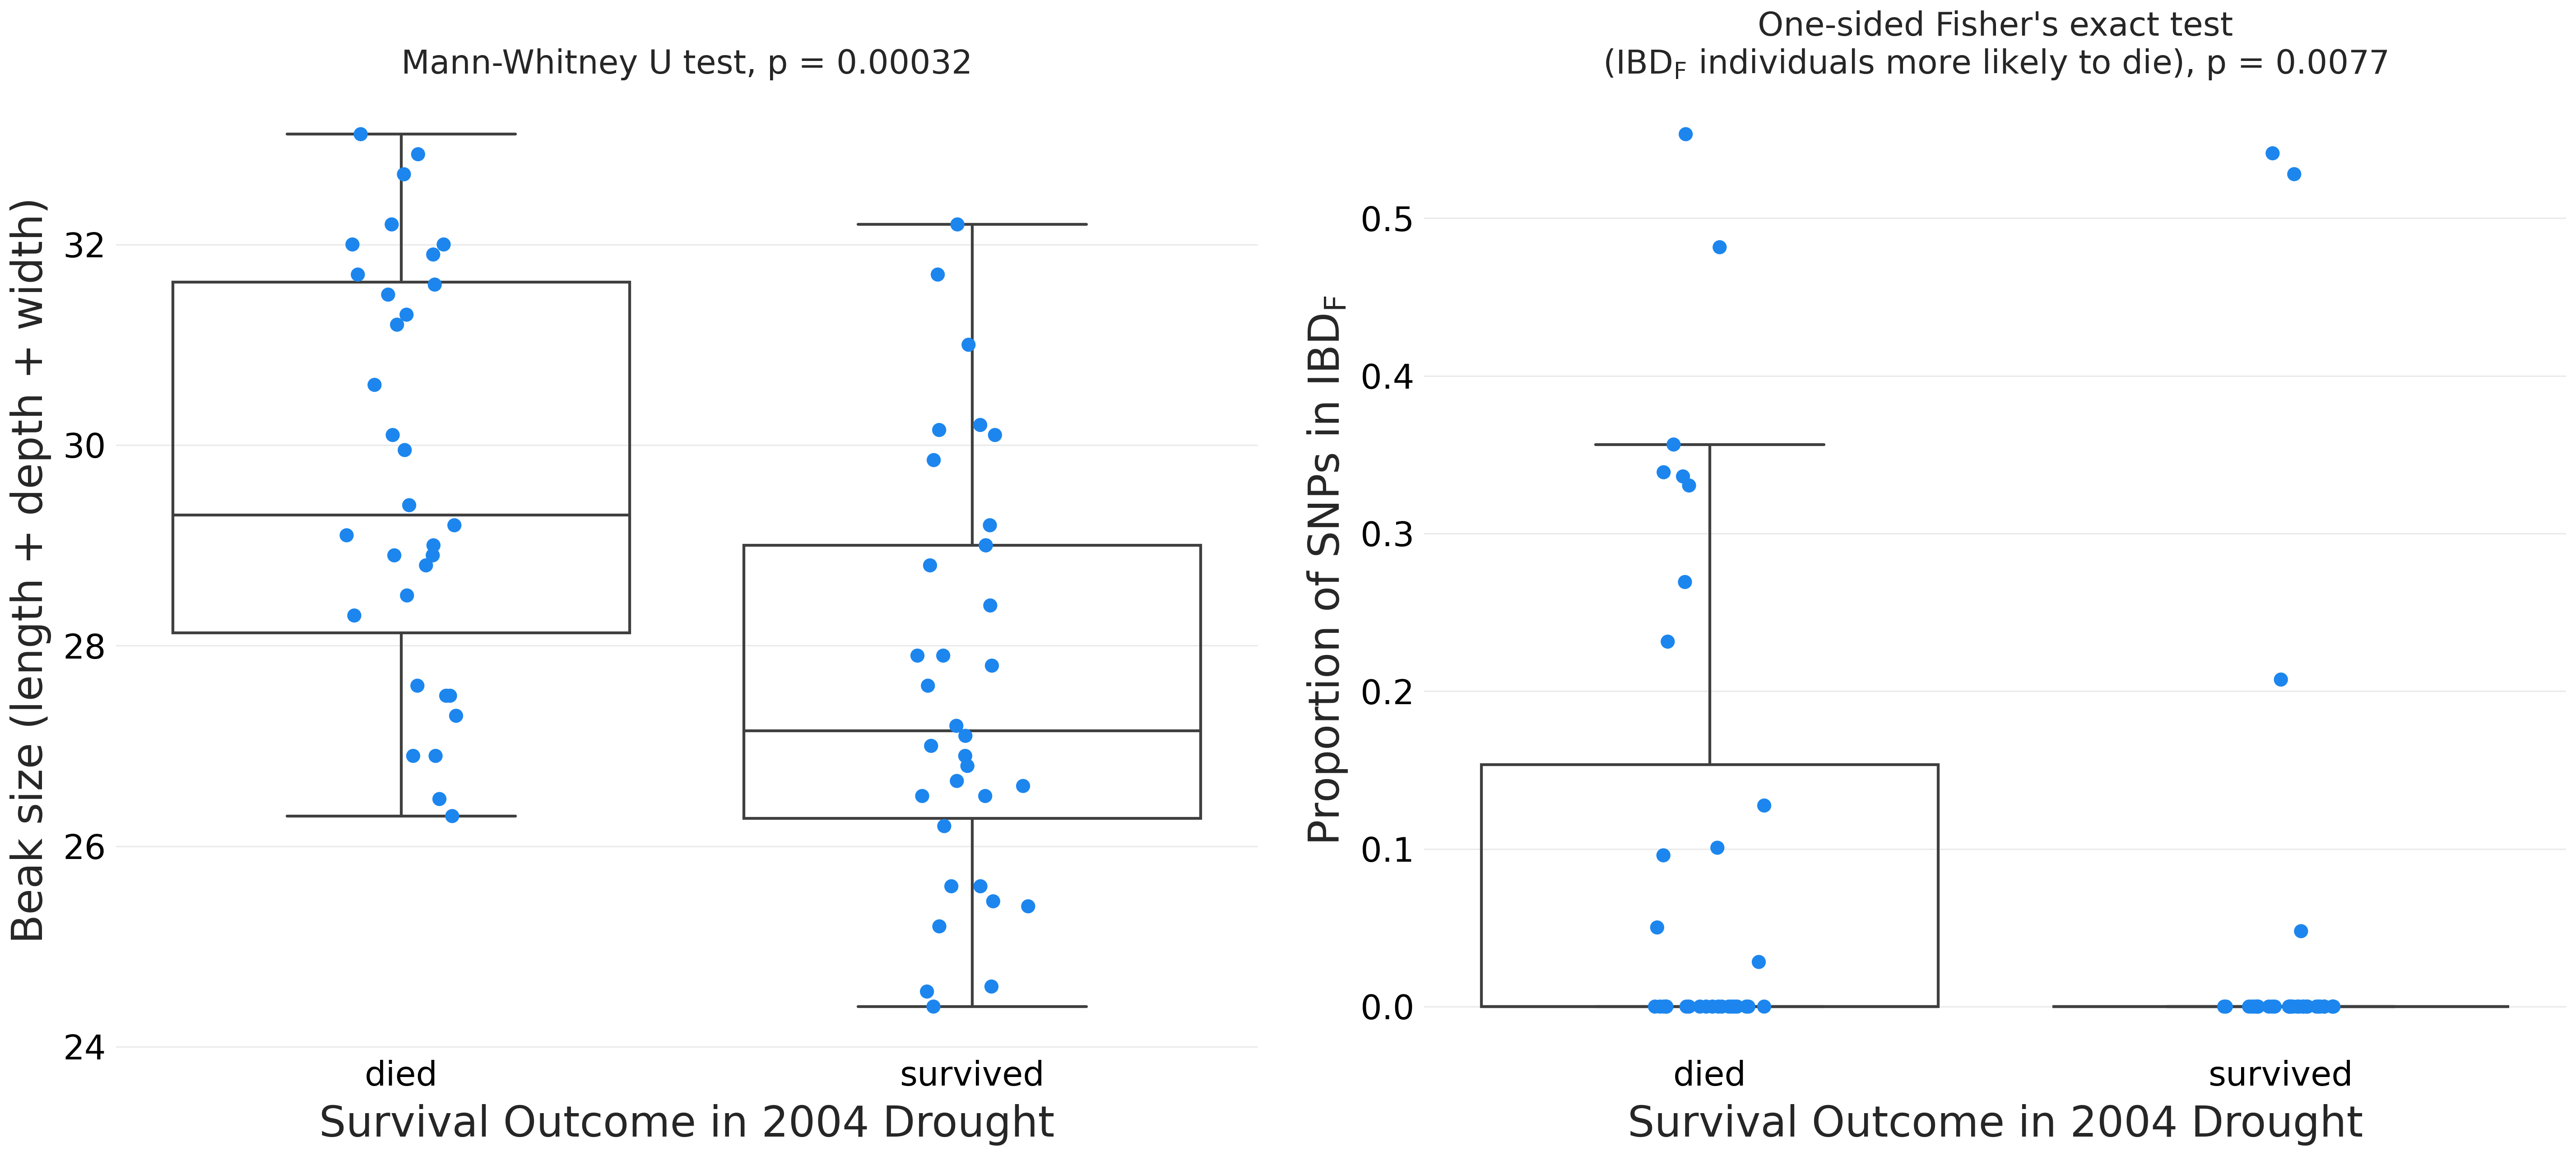 Mann-Whitney U test, p = 0.00032
Beak size (length + depth + width)
32
30
28
26
24
died
survived
Survival Outcome in 2004 Drought
One-sided Fisher's exact test
(IBD_F individuals more likely to die), p = 0.0077
Proportion of SNPs in IBD_F
0.5
0.4
0.3
0.2
0.1
0.0
died
survived
Survival Outcome in 2004 Drought